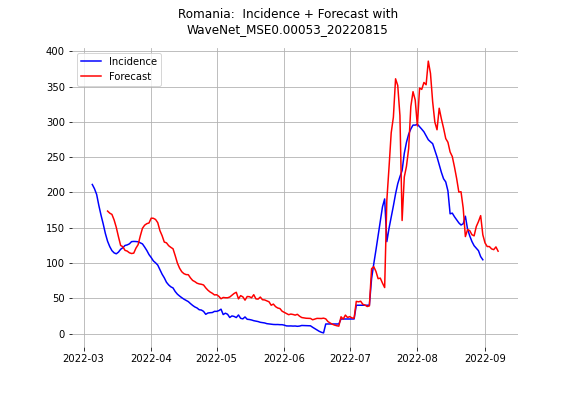 Romania:  Incidence + Forecast with
WaveNet_MSE0.00053_20220815
Incidence
Forecast
400
350
300
250
200
150
100
50
0
2022-03 2022-04 2022-05 2022-06 2022-07 2022-08 2022-09